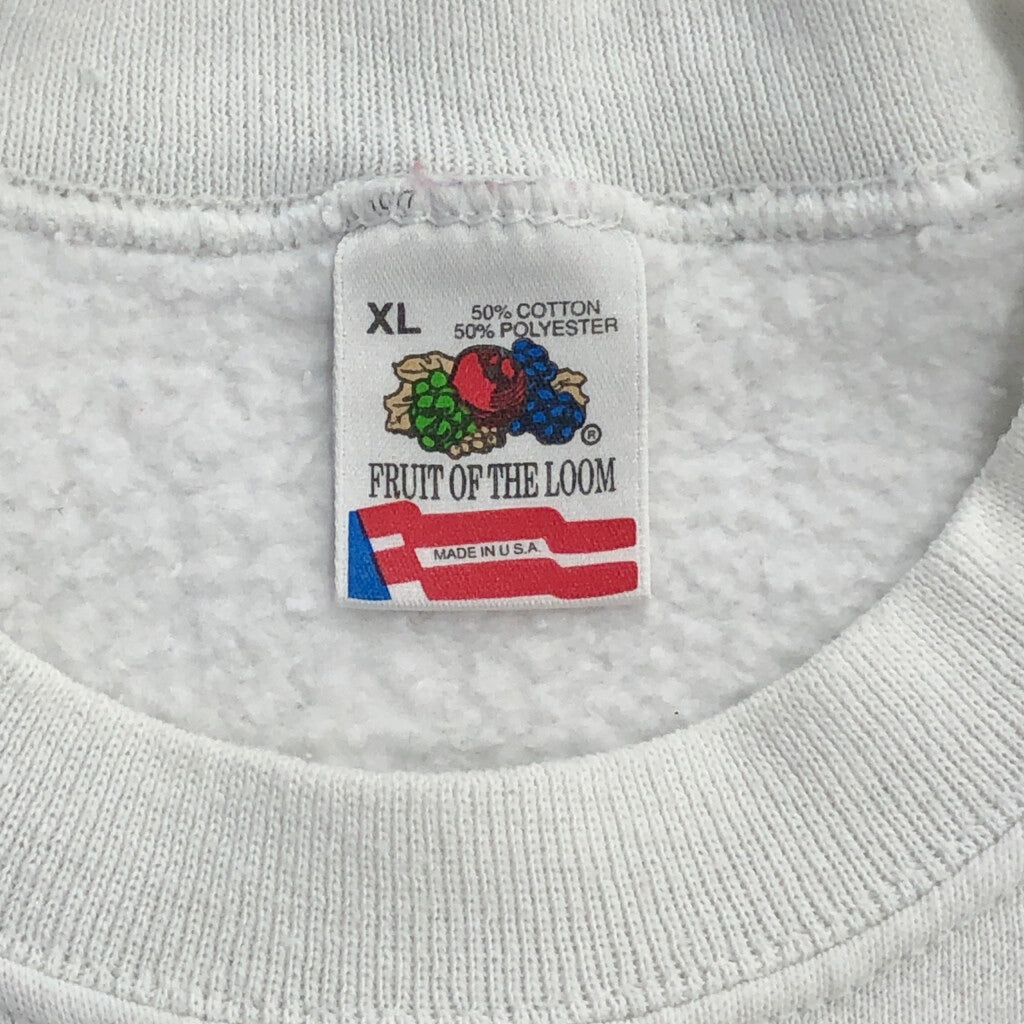 XL
50% COTTON
50% POLYESTER
®
FRUIT OF THE LOOM
MADE IN U.S.A.